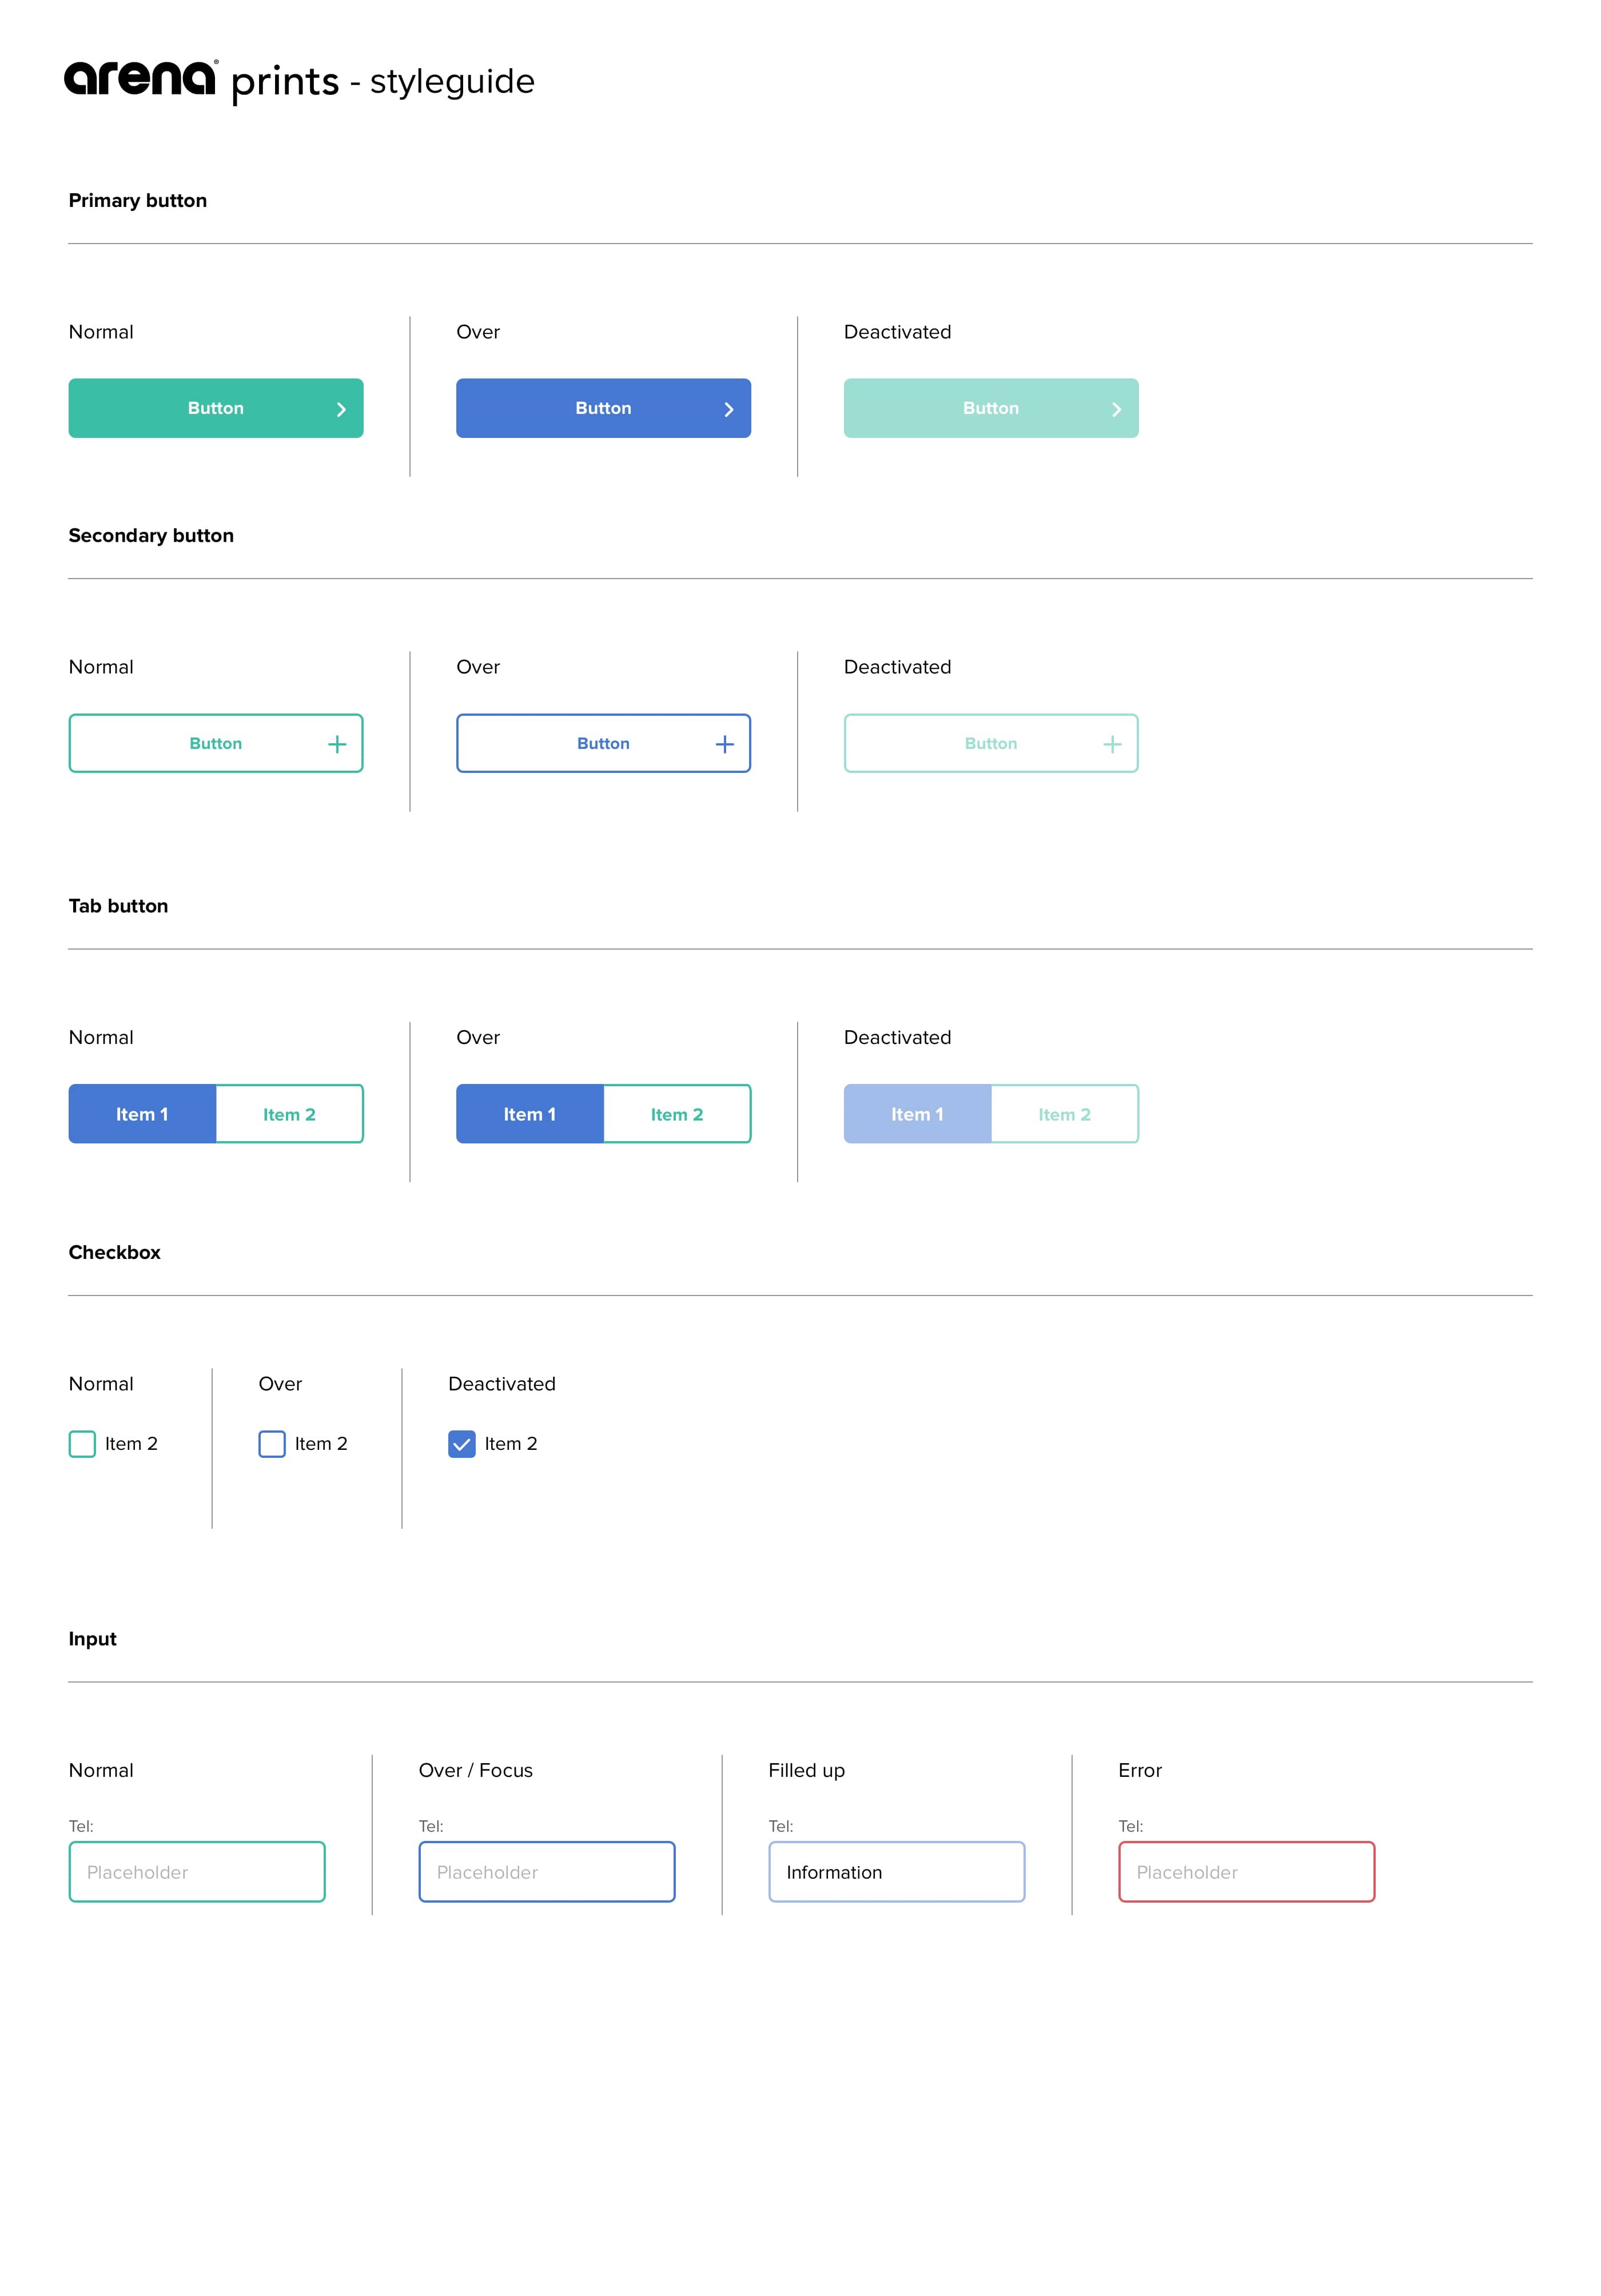 arena® prints - styleguide
Primary button
Normal
Over
Deactivated
Button
Button
Button
Secondary button
Normal
Over
Deactivated
Button
Button
Button
Tab button
Normal
Over
Deactivated
Item 1 Item 2
Item 1 Item 2
Item 1 Item 2
Checkbox
Normal
Over
Deactivated
Item 2
Item 2
Item 2
Input
Normal
Over / Focus
Filled up
Error
Tel:
Tel:
Tel:
Tel:
Placeholder
Placeholder
Information
Placeholder